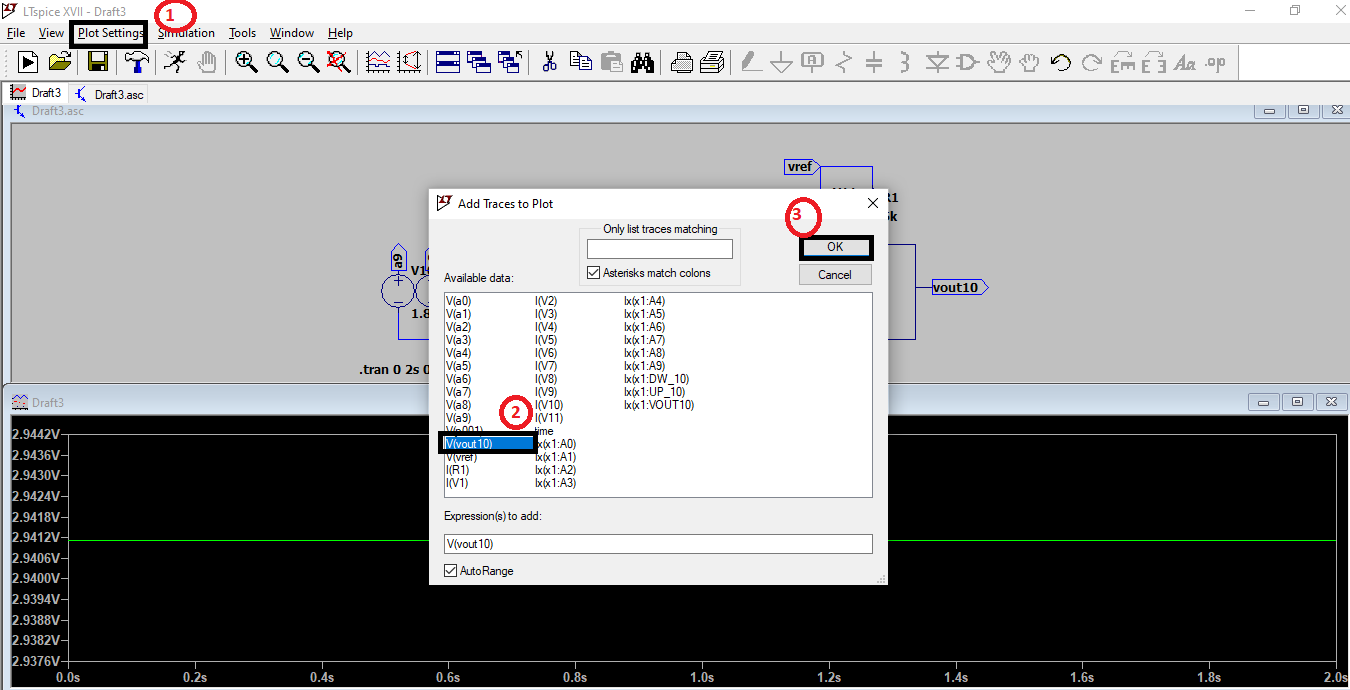 LTspice XVII - Draft3
1
File View Plot Settings Simulation Tools Window Help
Draft3 Draft3.asc
Draft3.asc
vref
R1
a9
vout10
.tran 0 2s 0
Add Traces to Plot
Only list traces matching
3
OK
Asterisks match colons
Cancel
Available data:
V(a0) I(V2) Ix(x1:A4)
V(a1) I(V3) Ix(x1:A5)
V(a2) I(V4) Ix(x1:A6)
V(a3) I(V5) Ix(x1:A7)
V(a4) I(V6) Ix(x1:A8)
V(a5) I(V7) Ix(x1:A9)
V(a6) I(V8) Ix(x1:DW_10)
V(a7) I(V9) Ix(x1:UP_10)
V(a8) I(V10) Ix(x1:VOUT10)
V(a9) I(V11)
2
V(n001) time
V(vout10) Ix(x1:A0)
V(vref) Ix(x1:A1)
I(R1) Ix(x1:A2)
I(V1) Ix(x1:A3)
Expression(s) to add:
V(vout10)
AutoRange
Draft3
2.9442V
2.9436V
2.9430V
2.9424V
2.9418V
2.9412V
2.9406V
2.9400V
2.9394V
2.9388V
2.9382V
2.9376V
0.0s 0.2s 0.4s 0.6s 0.8s 1.0s 1.2s 1.4s 1.6s 1.8s 2.0s